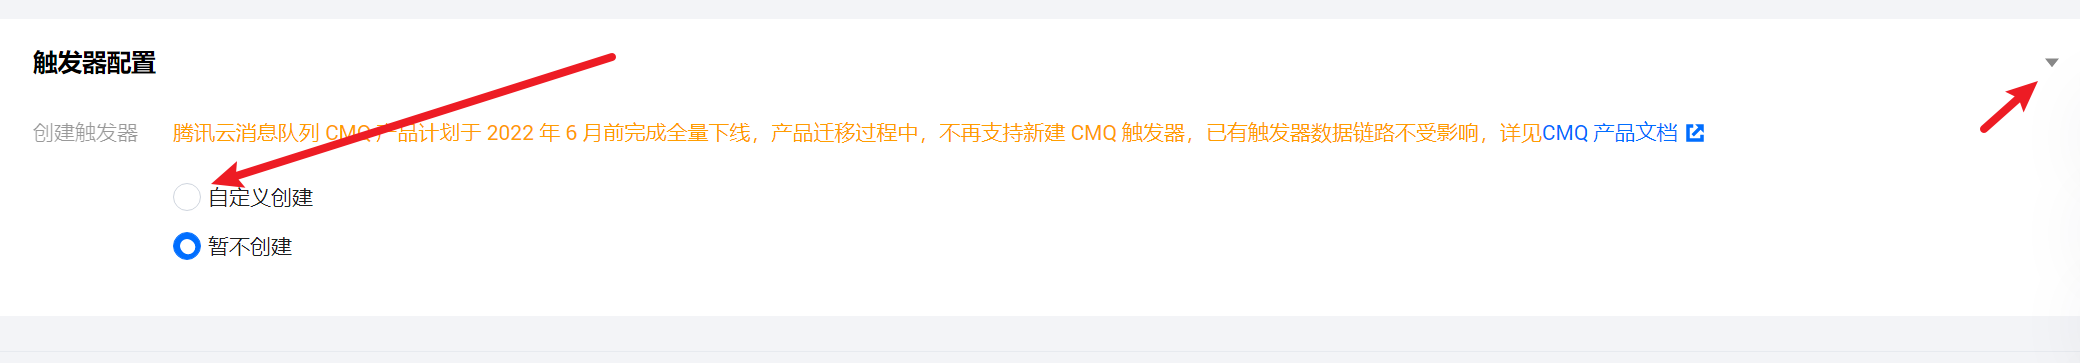 触发器配置
创建触发器 腾讯云消息队列 CMQ 产品计划于 2022 年 6 月前完成全量下线，产品迁移过程中，不再支持新建 CMQ 触发器，已有触发器数据链路不受影响，详见CMQ 产品文档
自定义创建
暂不创建